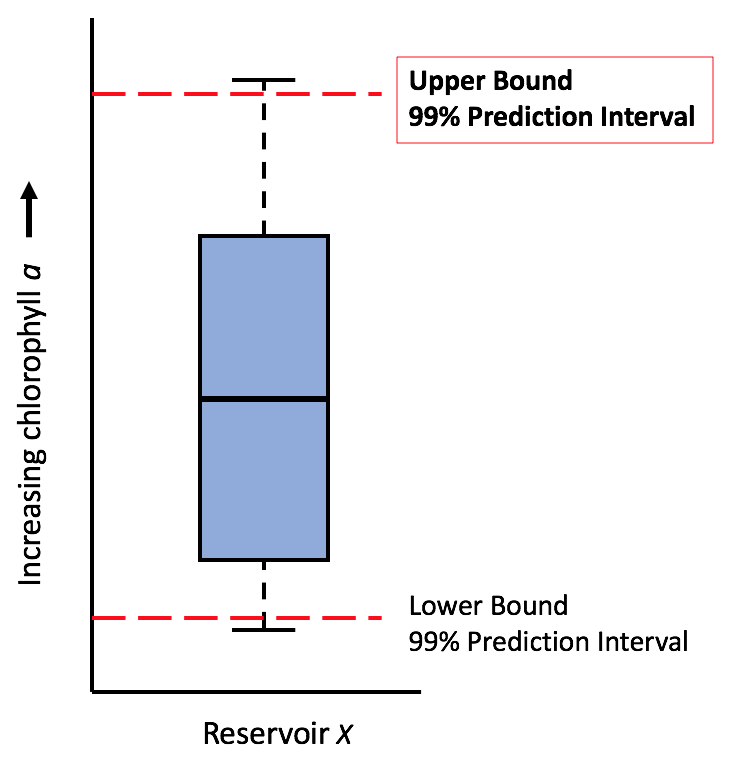 Upper Bound
99% Prediction Interval
Increasing chlorophyll a
Lower Bound
99% Prediction Interval
Reservoir X